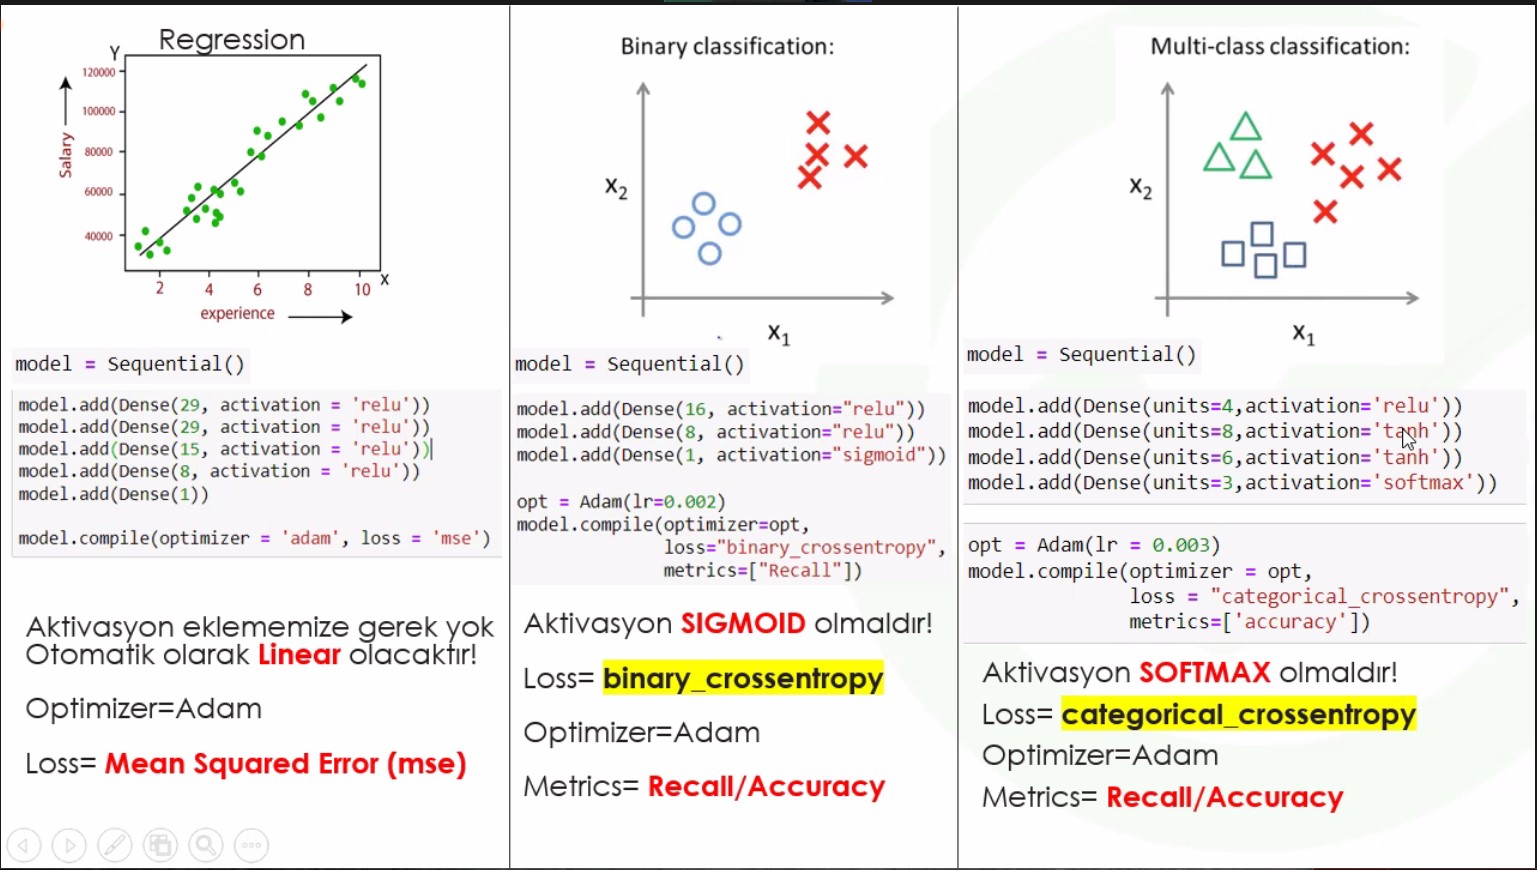 Regression
Y
120000
100000
80000
60000
40000
Salary
2 4 6 8 10 X
experience
model = Sequential()
model.add(Dense(29, activation = 'relu'))
model.add(Dense(29, activation = 'relu'))
model.add(Dense(15, activation = 'relu'))
model.add(Dense(8, activation = 'relu'))
model.add(Dense(1))
model.compile(optimizer = 'adam', loss = 'mse')
Aktivasyon eklememize gerek yok
Otomatik olarak Linear olacaktır!
Optimizer=Adam
Loss= Mean Squared Error (mse)
Binary classification:
x2
x1
model = Sequential()
model.add(Dense(16, activation="relu"))
model.add(Dense(8, activation="relu"))
model.add(Dense(1, activation="sigmoid"))
opt = Adam(lr=0.002)
model.compile(optimizer=opt,
loss="binary_crossentropy",
metrics=["Recall"])
Aktivasyon SIGMOID olmaldır!
Loss= binary_crossentropy
Optimizer=Adam
Metrics= Recall/Accuracy
Multi-class classification:
x2
x1
model = Sequential()
model.add(Dense(units=4,activation='relu'))
model.add(Dense(units=8,activation='tanh'))
model.add(Dense(units=6,activation='tanh'))
model.add(Dense(units=3,activation='softmax'))
opt = Adam(lr = 0.003)
model.compile(optimizer = opt,
loss = "categorical_crossentropy",
metrics=['accuracy'])
Aktivasyon SOFTMAX olmaldır!
Loss= categorical_crossentropy
Optimizer=Adam
Metrics= Recall/Accuracy